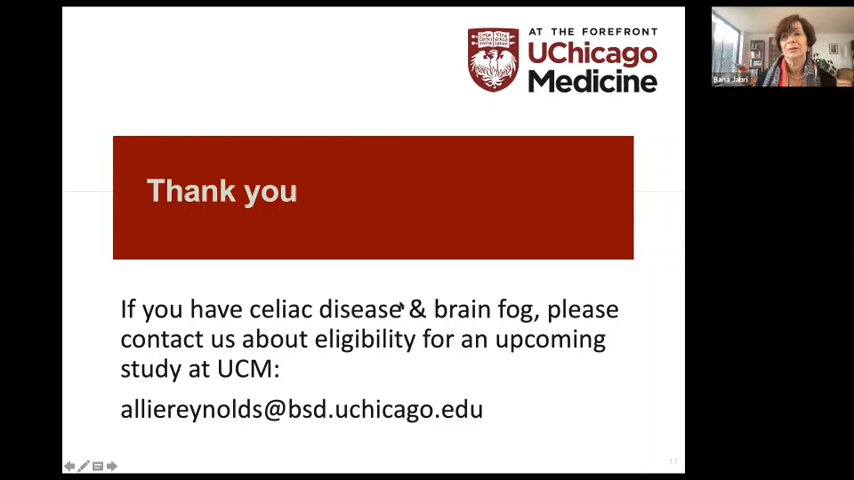 AT THE FOREFRONT
UChicago
Medicine
Bana Jabri
Thank you
If you have celiac disease & brain fog, please
contact us about eligibility for an upcoming
study at UCM:
alliereynolds@bsd.uchicago.edu
17